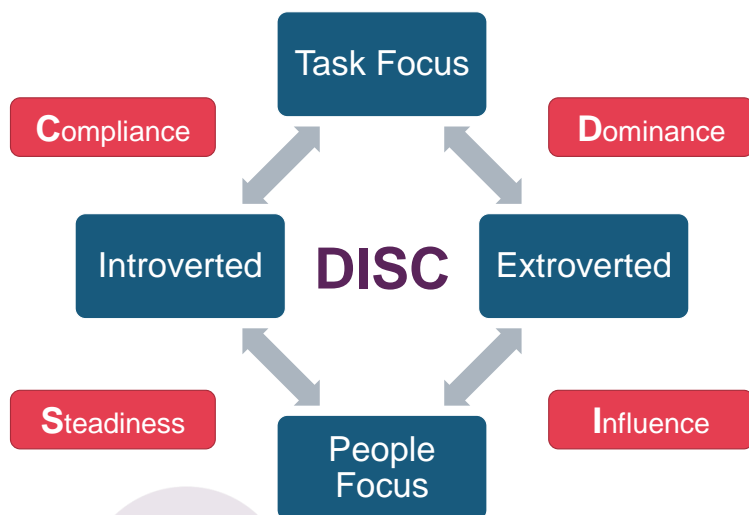 Task Focus
Compliance
Dominance
Introverted
DISC
Extroverted
Steadiness
Influence
People
Focus